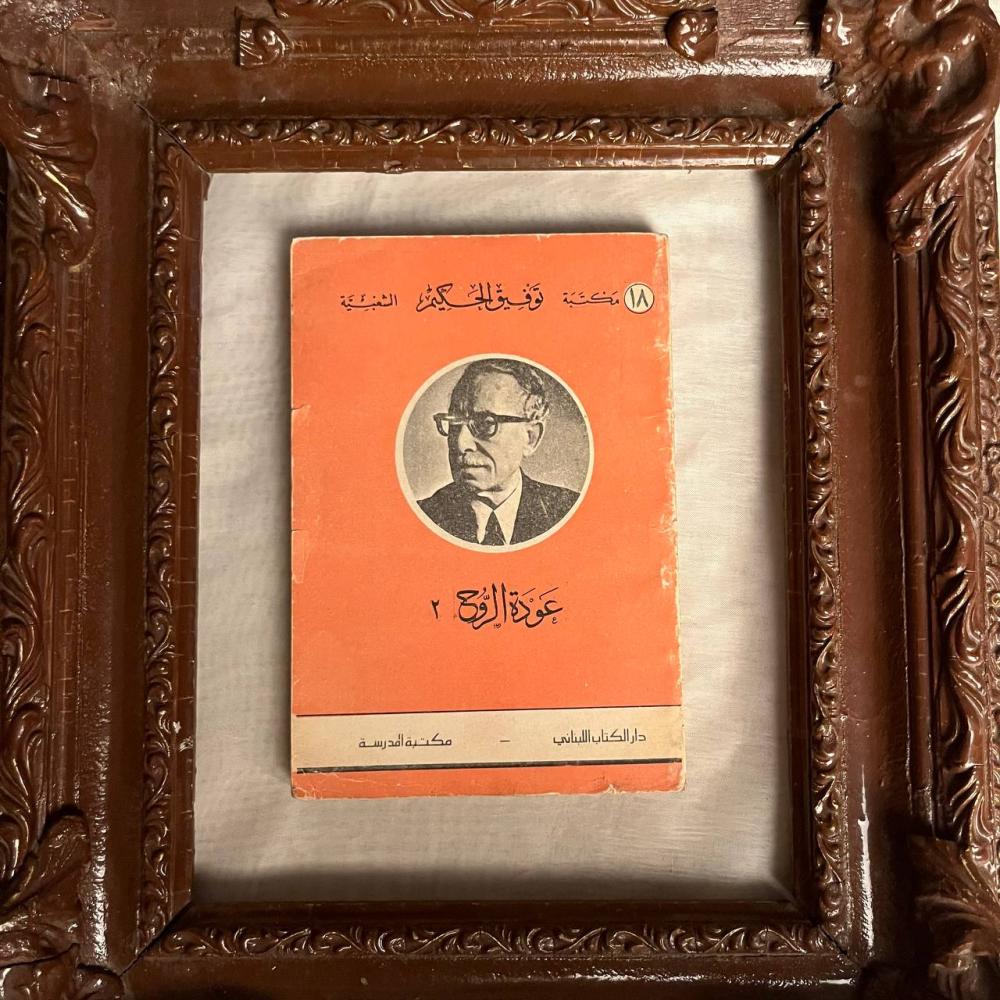 ١٨ مكتبة توفيق الحكيم الشعبية
عودة الروح ٢
دار الكتاب اللبناني - مكتبة المدرسة